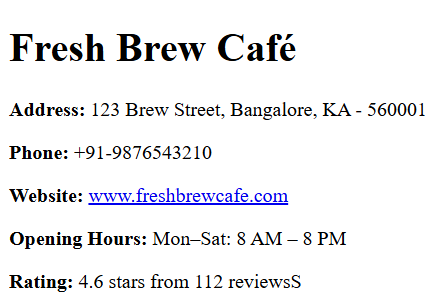 Fresh Brew Café
Address: 123 Brew Street, Bangalore, KA - 560001
Phone: +91-9876543210
Website: www.freshbrewcafe.com
Opening Hours: Mon–Sat: 8 AM – 8 PM
Rating: 4.6 stars from 112 reviewsS